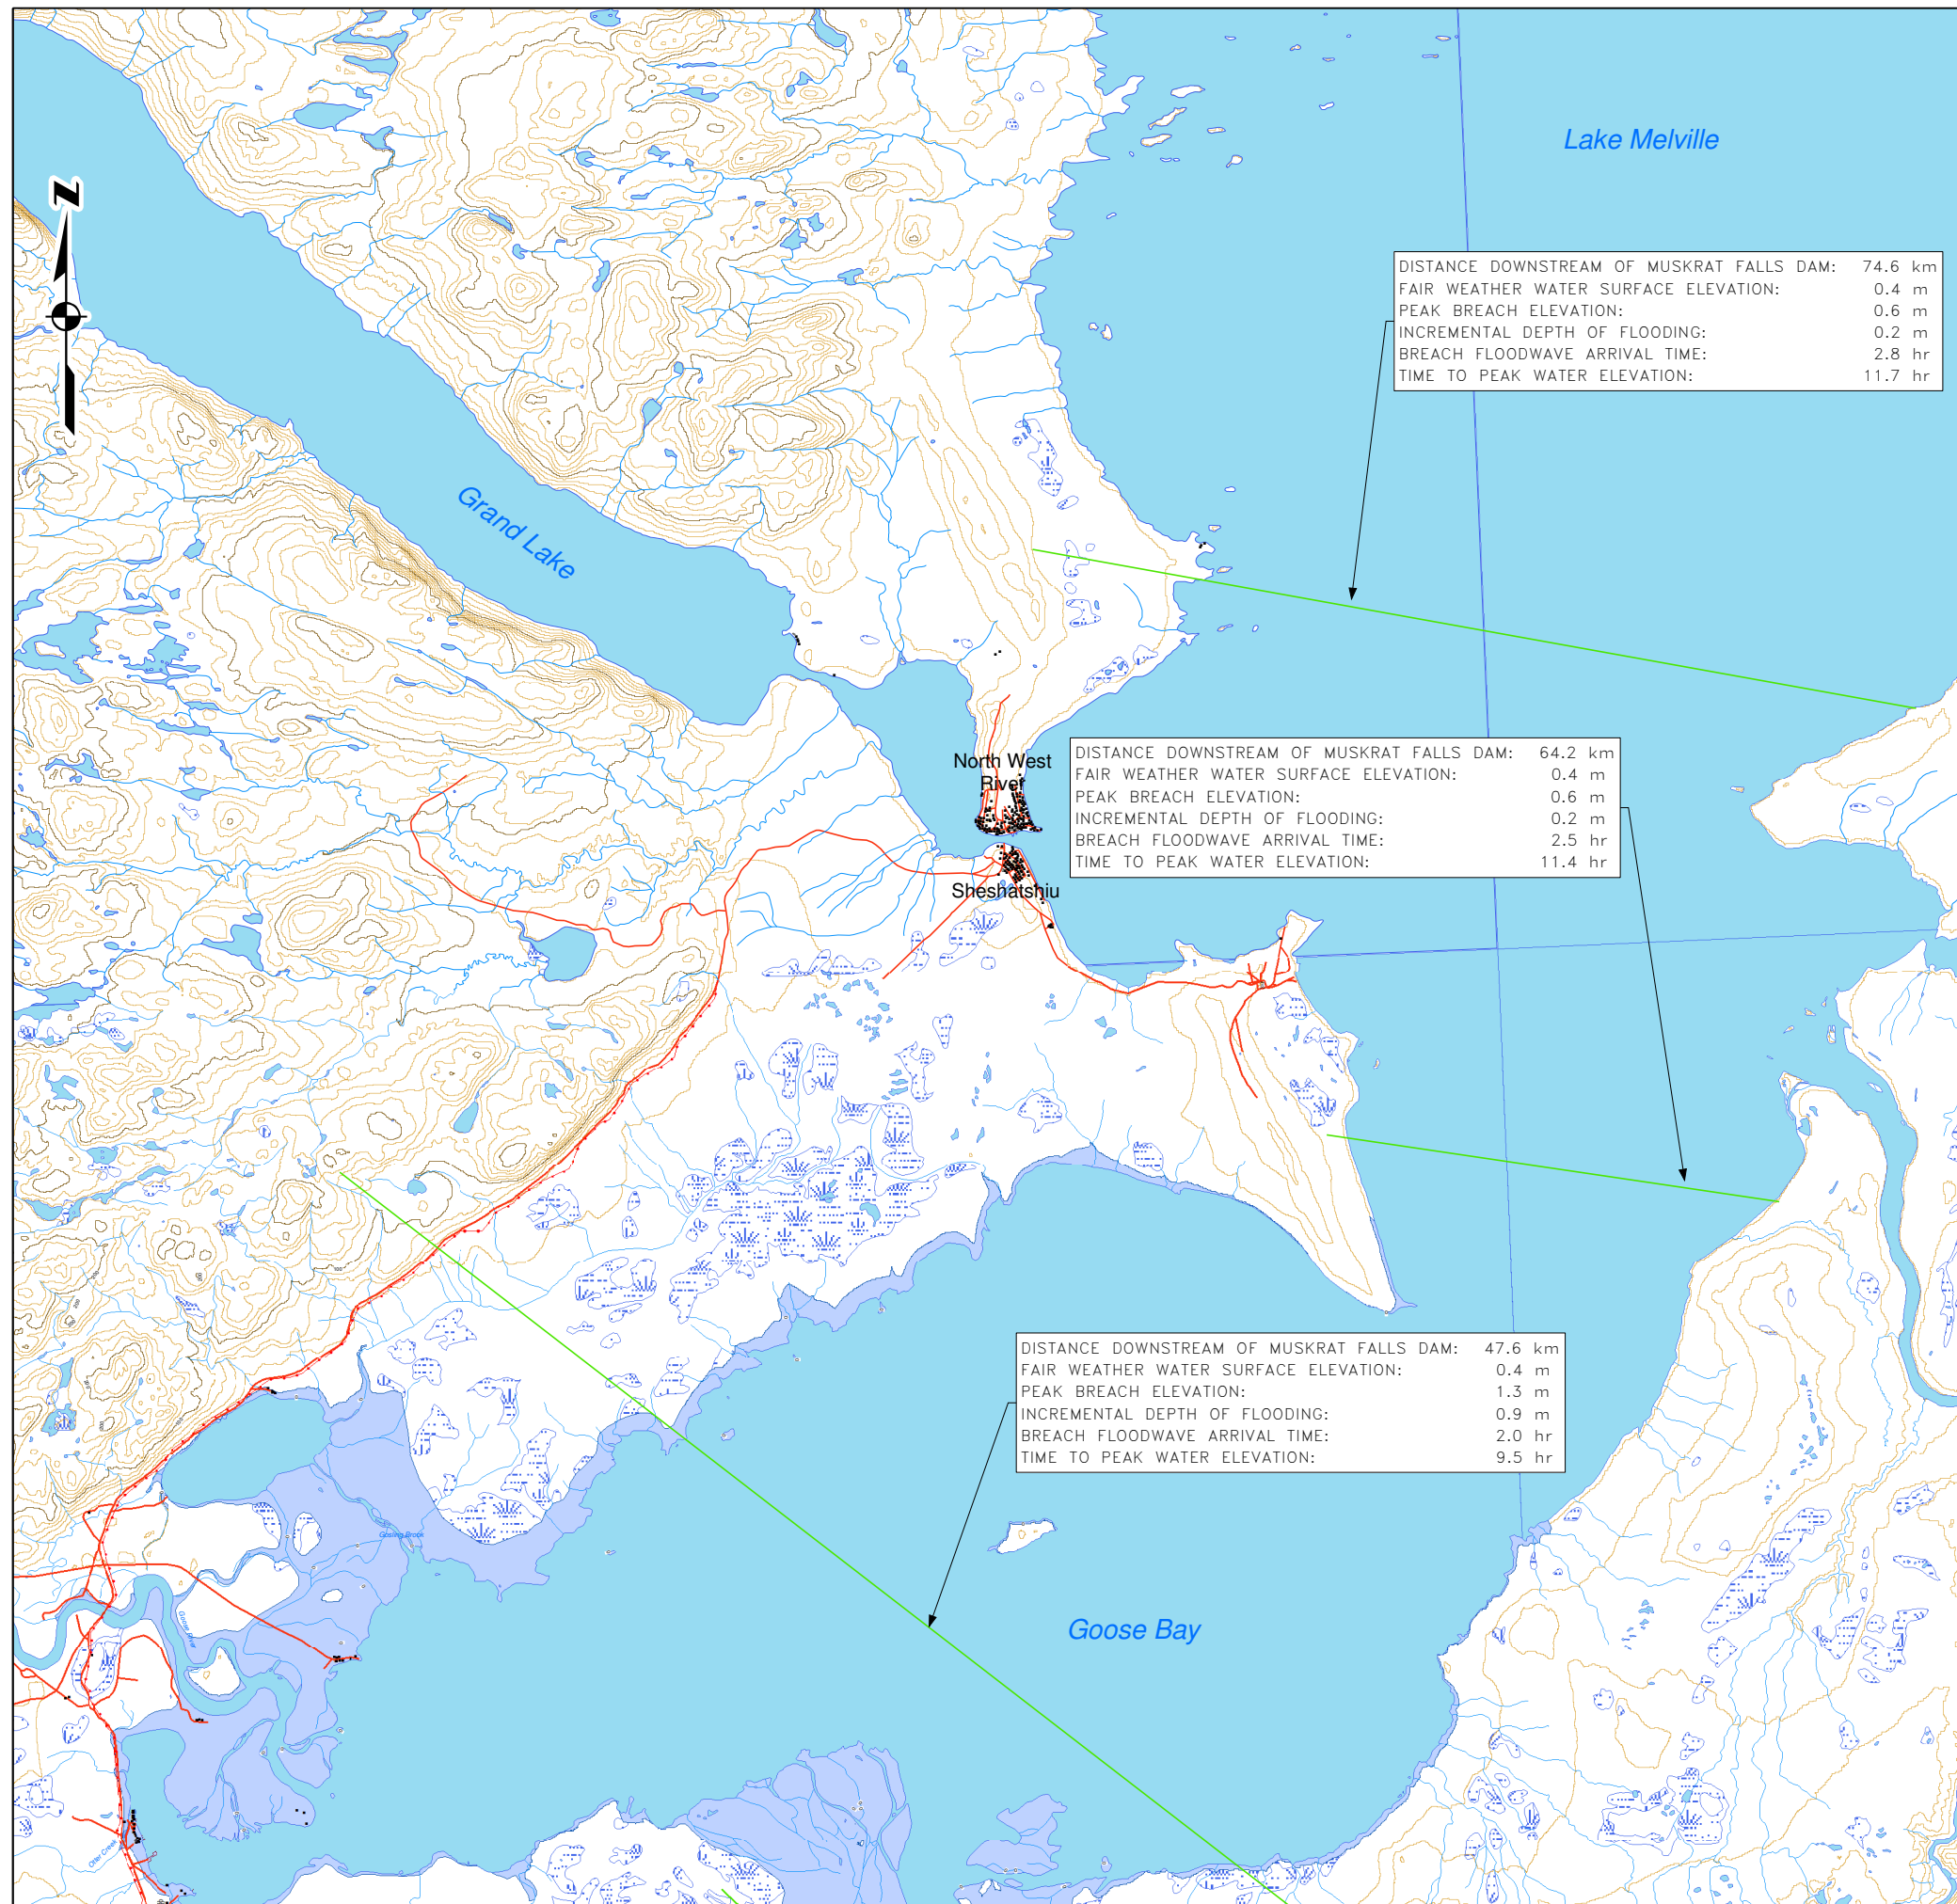 Lake Melville
N
DISTANCE DOWNSTREAM OF MUSKRAT FALLS DAM: 74.6 km
FAIR WEATHER WATER SURFACE ELEVATION: 0.4 m
PEAK BREACH ELEVATION: 0.6 m
INCREMENTAL DEPTH OF FLOODING: 0.2 m
BREACH FLOODWAVE ARRIVAL TIME: 2.8 hr
TIME TO PEAK WATER ELEVATION: 11.7 hr
Grand Lake
North West
River
DISTANCE DOWNSTREAM OF MUSKRAT FALLS DAM: 64.2 km
FAIR WEATHER WATER SURFACE ELEVATION: 0.4 m
PEAK BREACH ELEVATION: 0.6 m
INCREMENTAL DEPTH OF FLOODING: 0.2 m
BREACH FLOODWAVE ARRIVAL TIME: 2.5 hr
TIME TO PEAK WATER ELEVATION: 11.4 hr
Sheshatshiu
DISTANCE DOWNSTREAM OF MUSKRAT FALLS DAM: 47.6 km
FAIR WEATHER WATER SURFACE ELEVATION: 0.4 m
PEAK BREACH ELEVATION: 1.3 m
INCREMENTAL DEPTH OF FLOODING: 0.9 m
BREACH FLOODWAVE ARRIVAL TIME: 2.0 hr
TIME TO PEAK WATER ELEVATION: 9.5 hr
Gosling Brook
Goose River
Goose Bay
Otter Creek